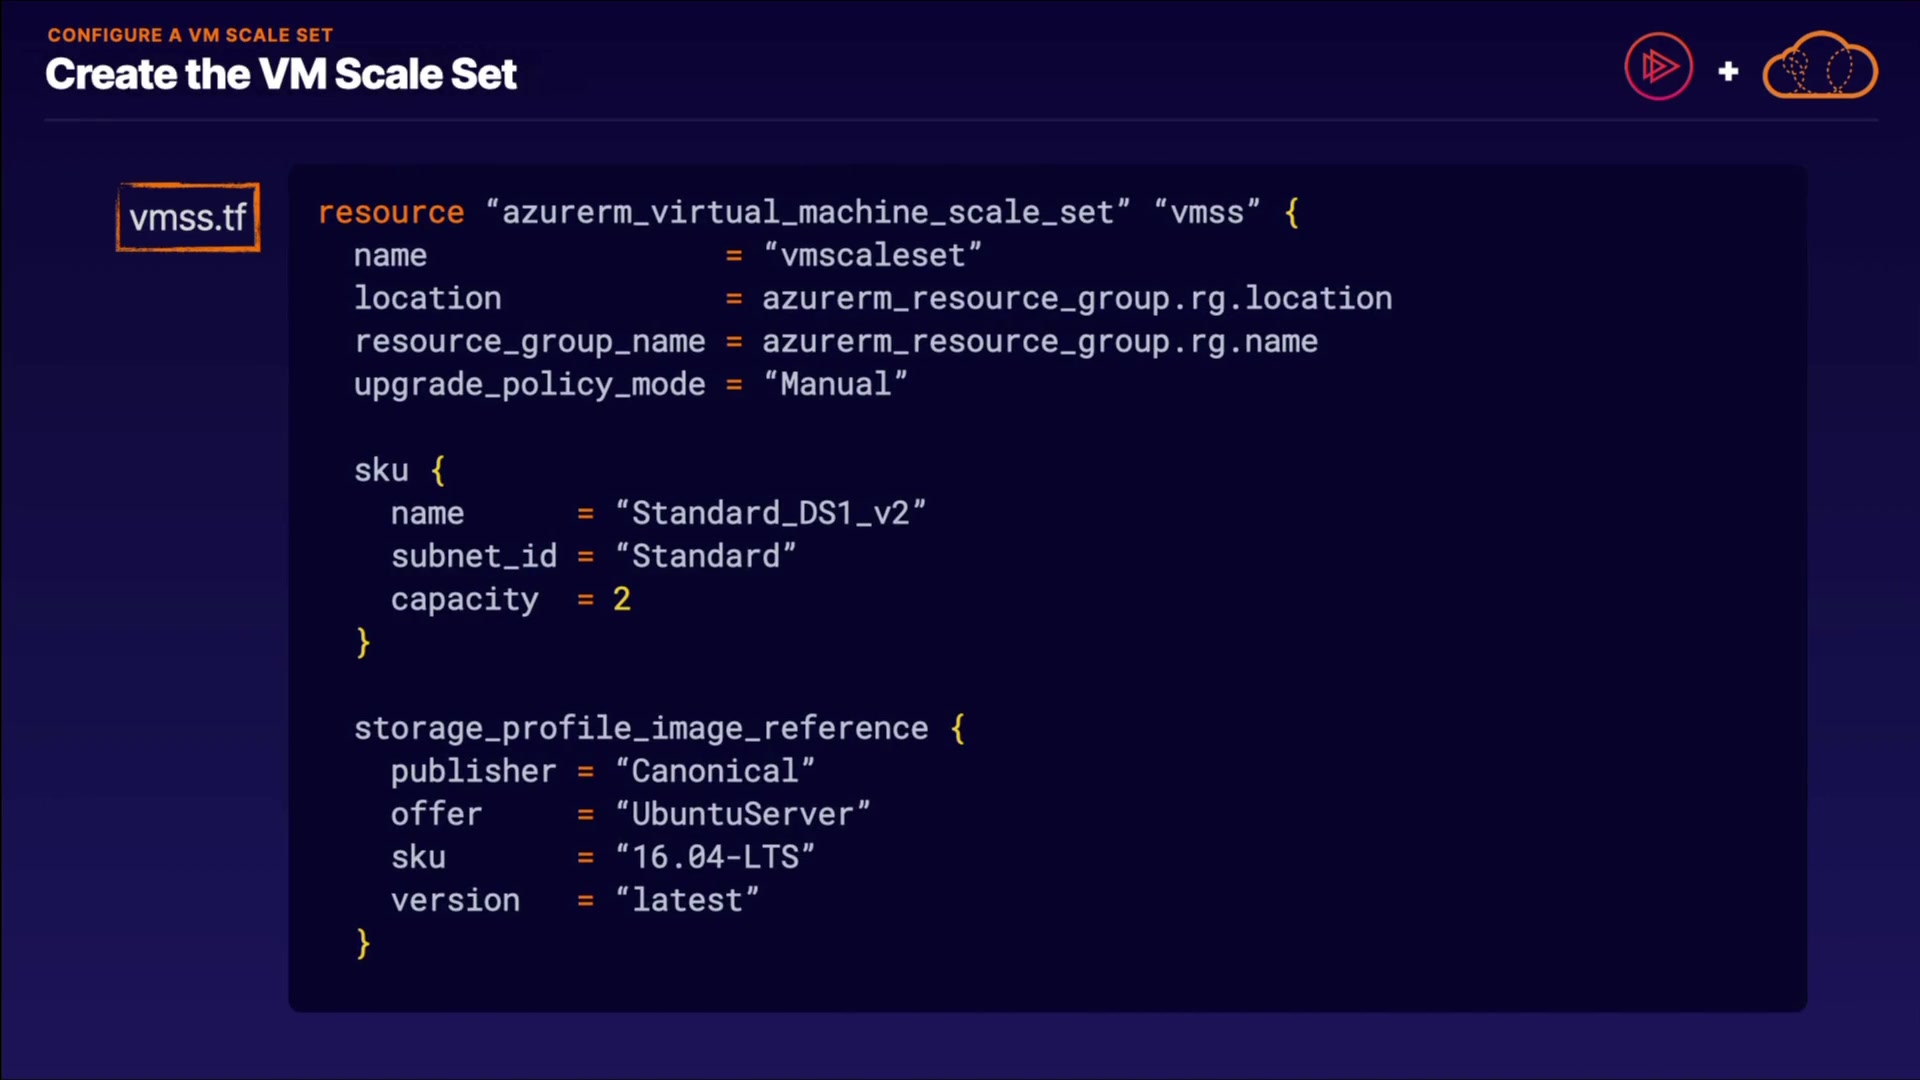 CONFIGURE A VM SCALE SET
Create the VM Scale Set
+
vmss.tf
resource “azurerm_virtual_machine_scale_set” “vmss” {
  name                = “vmscaleset”
  location            = azurerm_resource_group.rg.location
  resource_group_name = azurerm_resource_group.rg.name
  upgrade_policy_mode = “Manual”

  sku {
    name      = “Standard_DS1_v2”
    subnet_id = “Standard”
    capacity  = 2
  }

  storage_profile_image_reference {
    publisher = “Canonical”
    offer     = “UbuntuServer”
    sku       = “16.04-LTS”
    version   = “latest”
  }